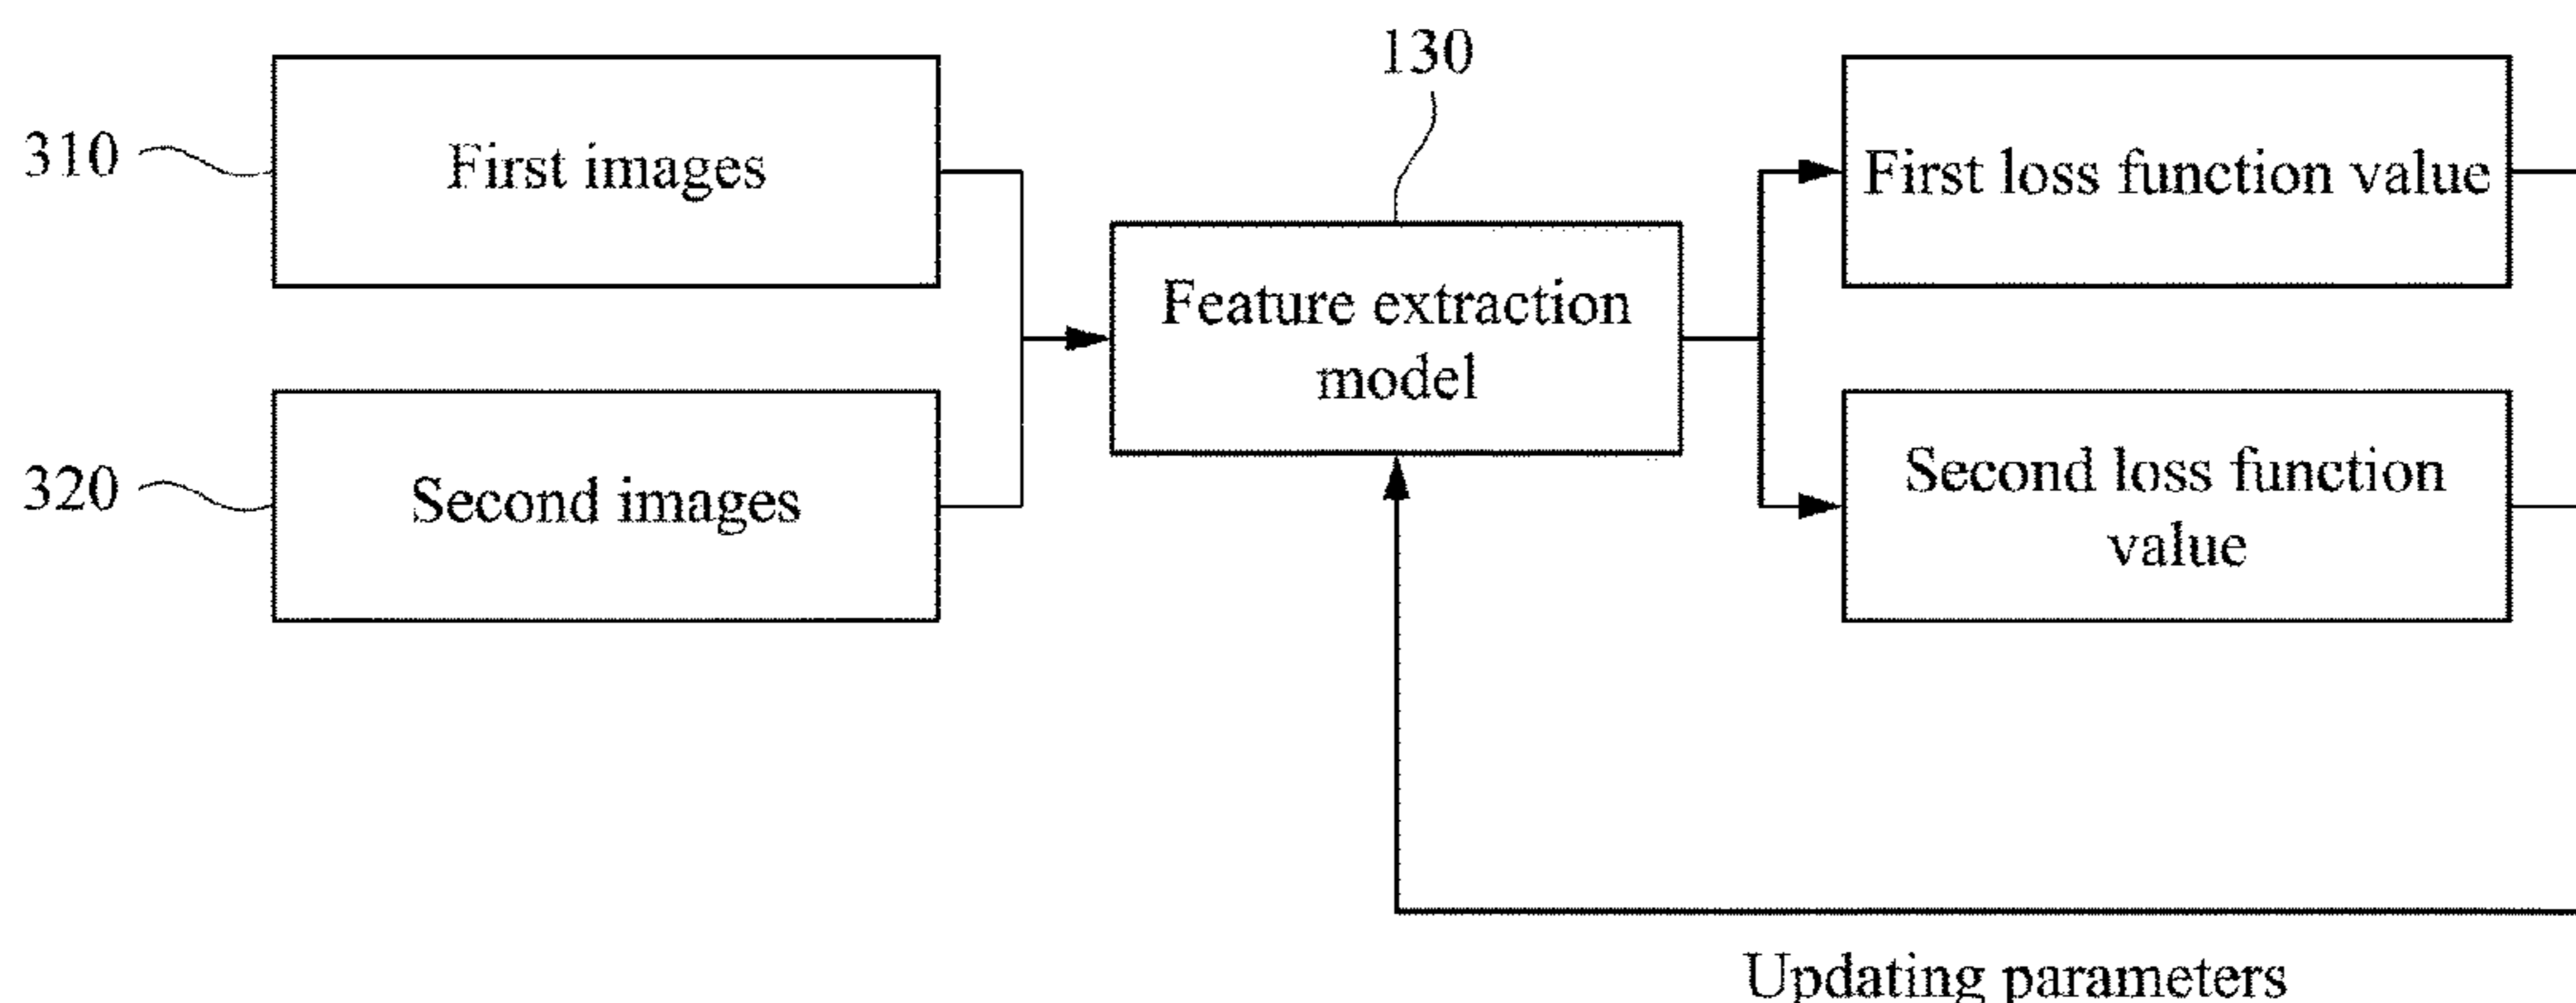 130
310
First images
First loss function value
Feature extraction
model
320
Second images
Second loss function
value
Updating parameters